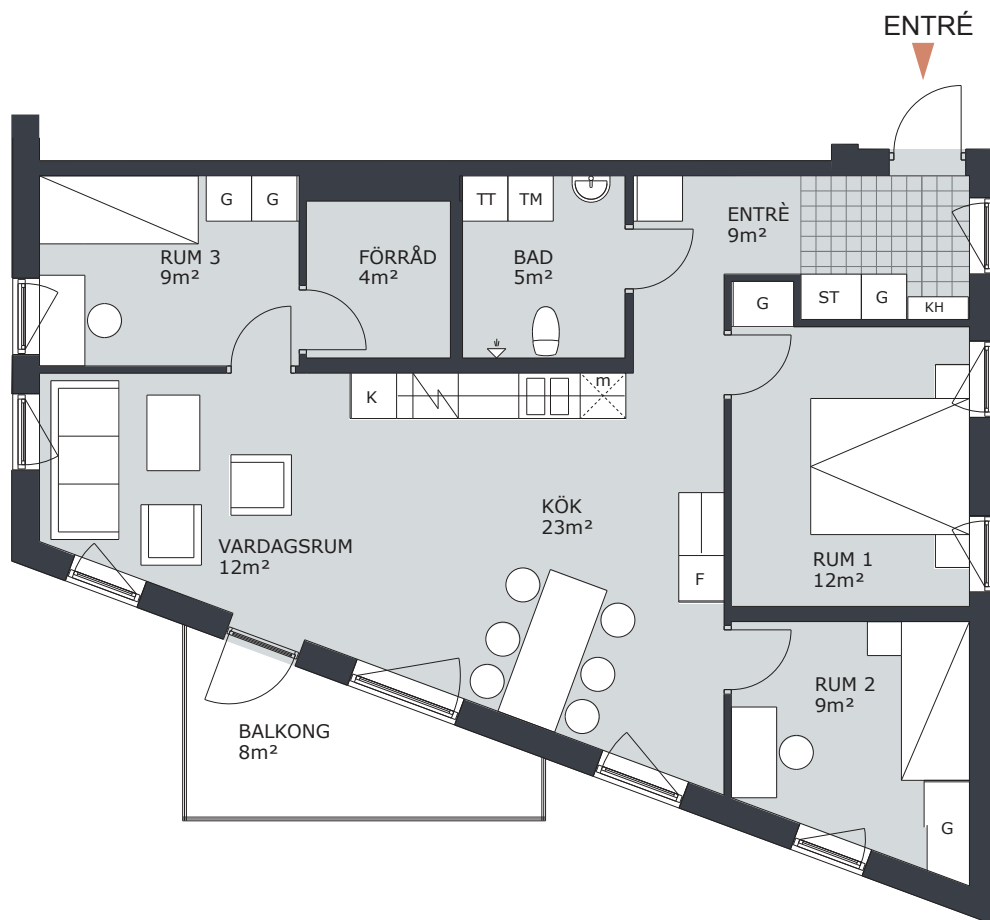 ENTRÉ
G
G
TT
TM
ENTRÈ
9m²
RUM 3
9m²
FÖRRÅD
4m²
BAD
5m²
G
ST
G
KH
K
m
KÖK
23m²
VARDAGSRUM
12m²
RUM 1
12m²
F
RUM 2
9m²
BALKONG
8m²
G